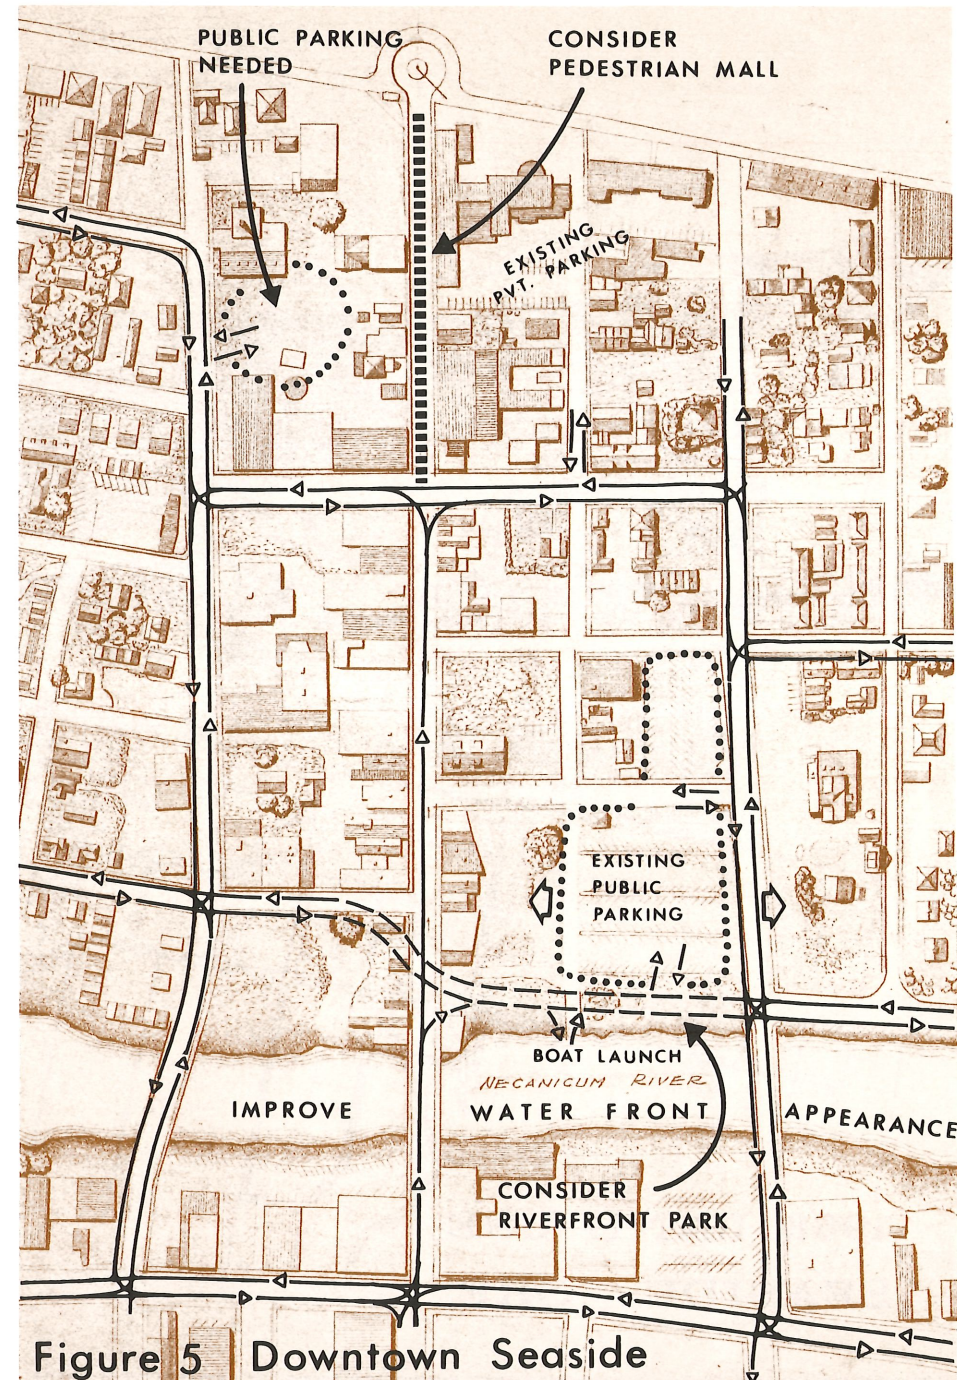 PUBLIC PARKING
NEEDED
CONSIDER
PEDESTRIAN MALL
EXISTING
PVT. PARKING
EXISTING
PUBLIC
PARKING
BOAT LAUNCH
NECANICUM RIVER
IMPROVE WATER FRONT APPEARANCE
CONSIDER
RIVERFRONT PARK
Figure 5 Downtown Seaside